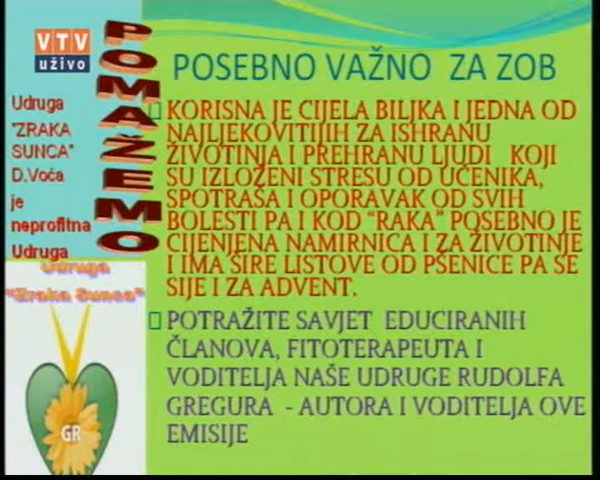 VTV
uživo
POMAŽEMO
Udruga
"ZRAKA
SUNCA"
D.Voća
je
neprofitna
Udruga
Udruga
"Zraka Sunca"
GR
POSEBNO VAŽNO ZA ZOB
KORISNA JE CIJELA BILJKA I JEDNA OD
NAJLJEKOVITIJIH ZA ISHRANU
ŽIVOTINJA I PREHRANU LJUDI KOJI
SU IZLOŽENI STRESU OD UČENIKA,
SPOTRAŠA I OPORAVAK OD SVIH
BOLESTI PA I KOD "RAKA" POSEBNO JE
CIJENJENA NAMIRNICA I ZA ŽIVOTINJE
I IMA ŠIRE LISTOVE OD PŠENICE PA SE
SIJE I ZA ADVENT.
POTRAŽITE SAVJET EDUCIRANIH
ČLANOVA, FITOTERAPEUTA I
VODITELJA NAŠE UDRUGE RUDOLFA
GREGURA - AUTORA I VODITELJA OVE
EMISIJE